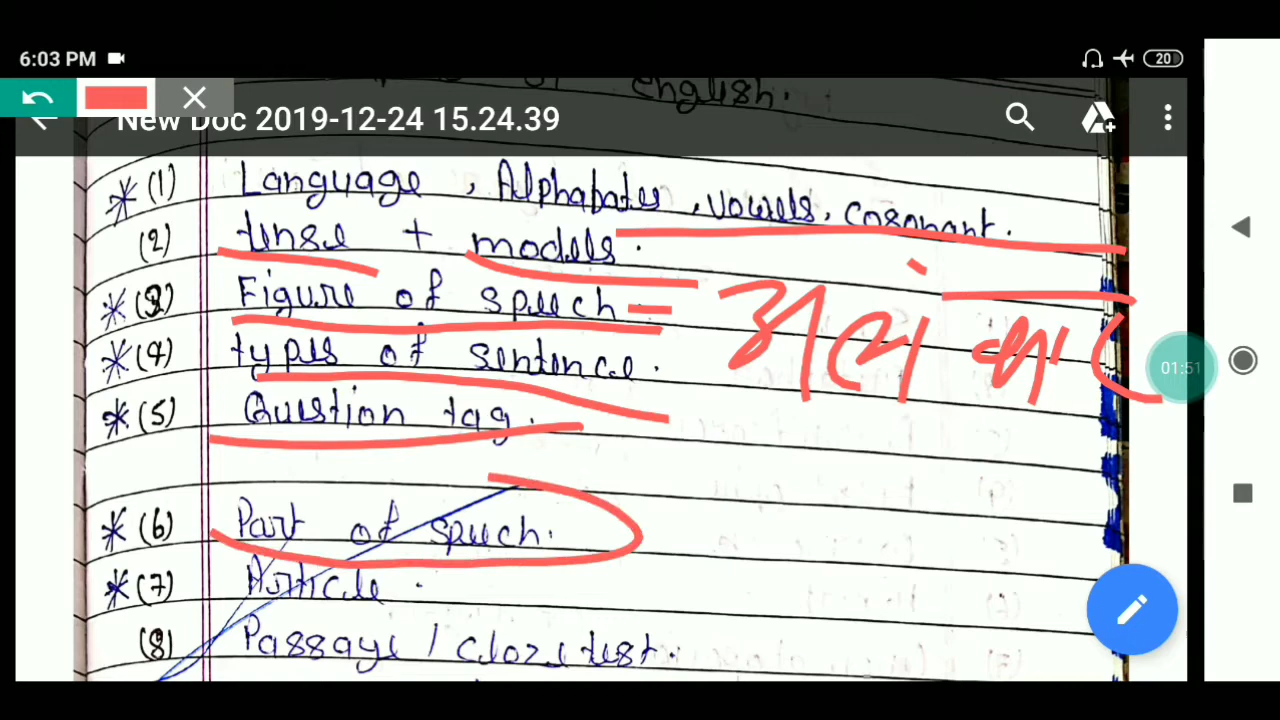 6:03 PM 20
English.
New Doc 2019-12-24 15.24.39
* (1) Language , Alphabates , vowels, cosonant.
(2) tense + models.
* (3) Figure of speech -
* (4) types of sentence.
01:51
* (5) Question tag.
* (6) Part of speech.
* (7) Article .
(8) Passage / cloze test.